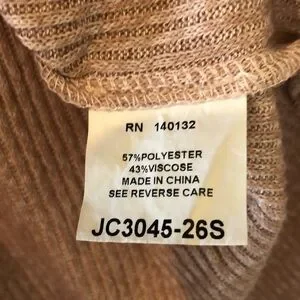 RN 140132
57%POLYESTER
43%VISCOSE
MADE IN CHINA
SEE REVERSE CARE
JC3045-26S